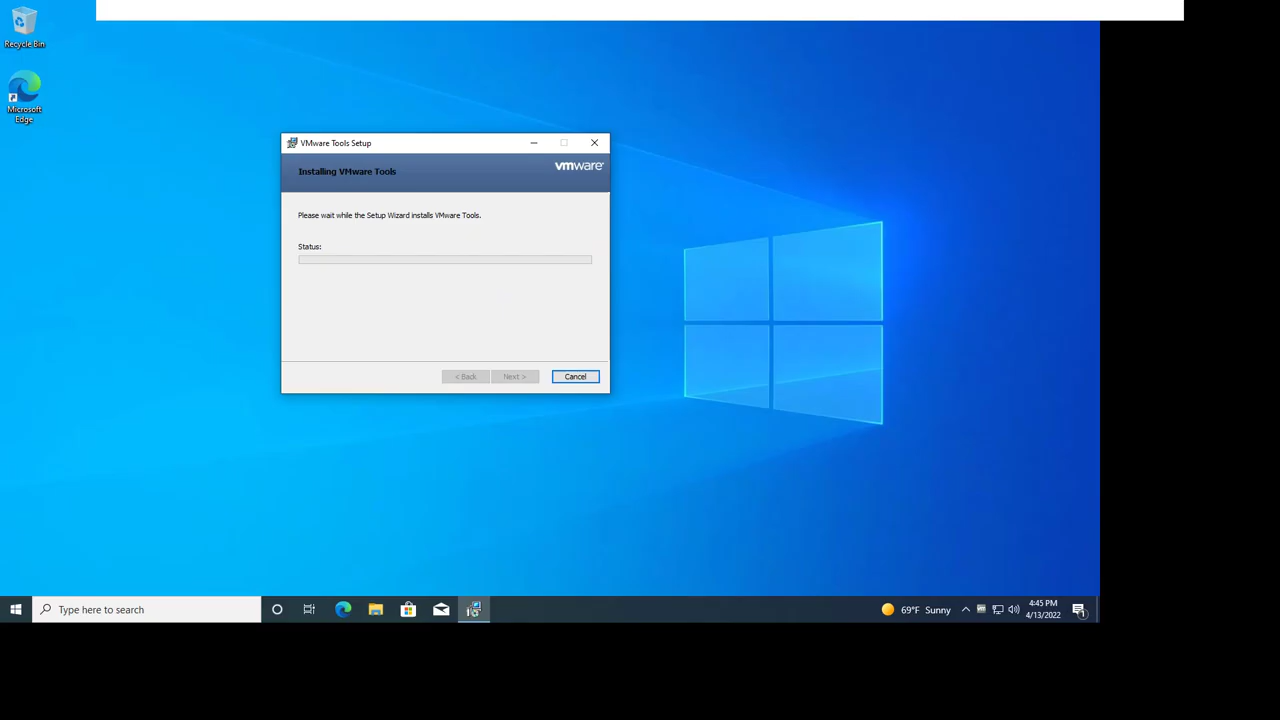 Recycle Bin
Microsoft
Edge
VMware Tools Setup
Installing VMware Tools
vmware
Please wait while the Setup Wizard installs VMware Tools.
Status:
< Back
Next >
Cancel
Type here to search
69°F Sunny
4:45 PM
4/13/2022
1